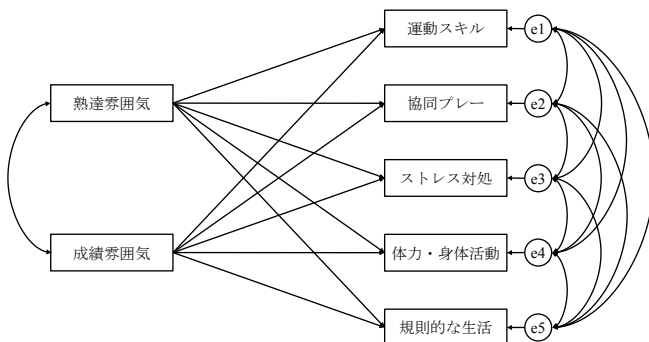 運動スキル
e1
熟達雰囲気
協同プレー
e2
ストレス対処
e3
成績雰囲気
体力・身体活動
e4
規則的な生活
e5